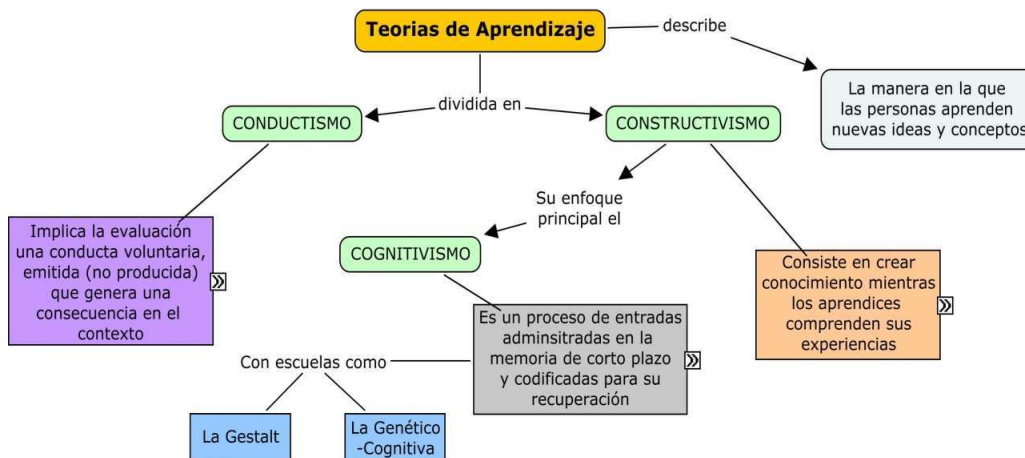 Teorias de Aprendizaje
describe
La manera en la que
las personas aprenden
nuevas ideas y conceptos
dividida en
CONDUCTISMO
CONSTRUCTIVISMO
Su enfoque
principal el
COGNITIVISMO
Implica la evaluación
una conducta voluntaria,
emitida (no producida)
que genera una
consecuencia en el
contexto
Consiste en crear
conocimiento mientras
los aprendices
comprenden sus
experiencias
Es un proceso de entradas
adminsitradas en la
memoria de corto plazo
y codificadas para su
recuperación
Con escuelas como
La Gestalt
La Genético
-Cognitiva